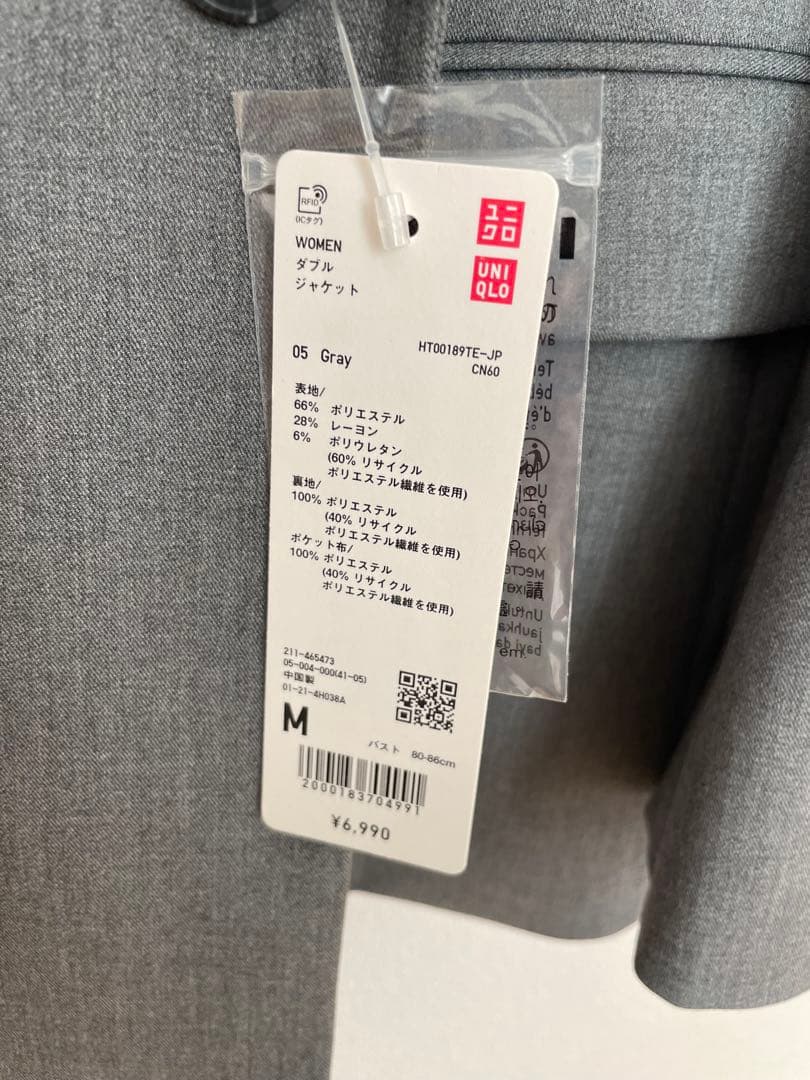 RFID
(ICタグ)
ユニ
クロ
UNI
QLO
WOMEN
ダブル
ジャケット
05 Gray
HT00189TE-JP
CN60
表地/
66% ポリエステル
28% レーヨン
6% ポリウレタン
(60% リサイクル
ポリエステル繊維を使用)
裏地/
100% ポリエステル
(40% リサイクル
ポリエステル繊維を使用)
ポケット布/
100% ポリエステル
(40% リサイクル
ポリエステル繊維を使用)
211-465473
05-004-000(41-05)
中国製
01-21-4H038A
M
バスト 80-86cm
2000183704991
¥6,990